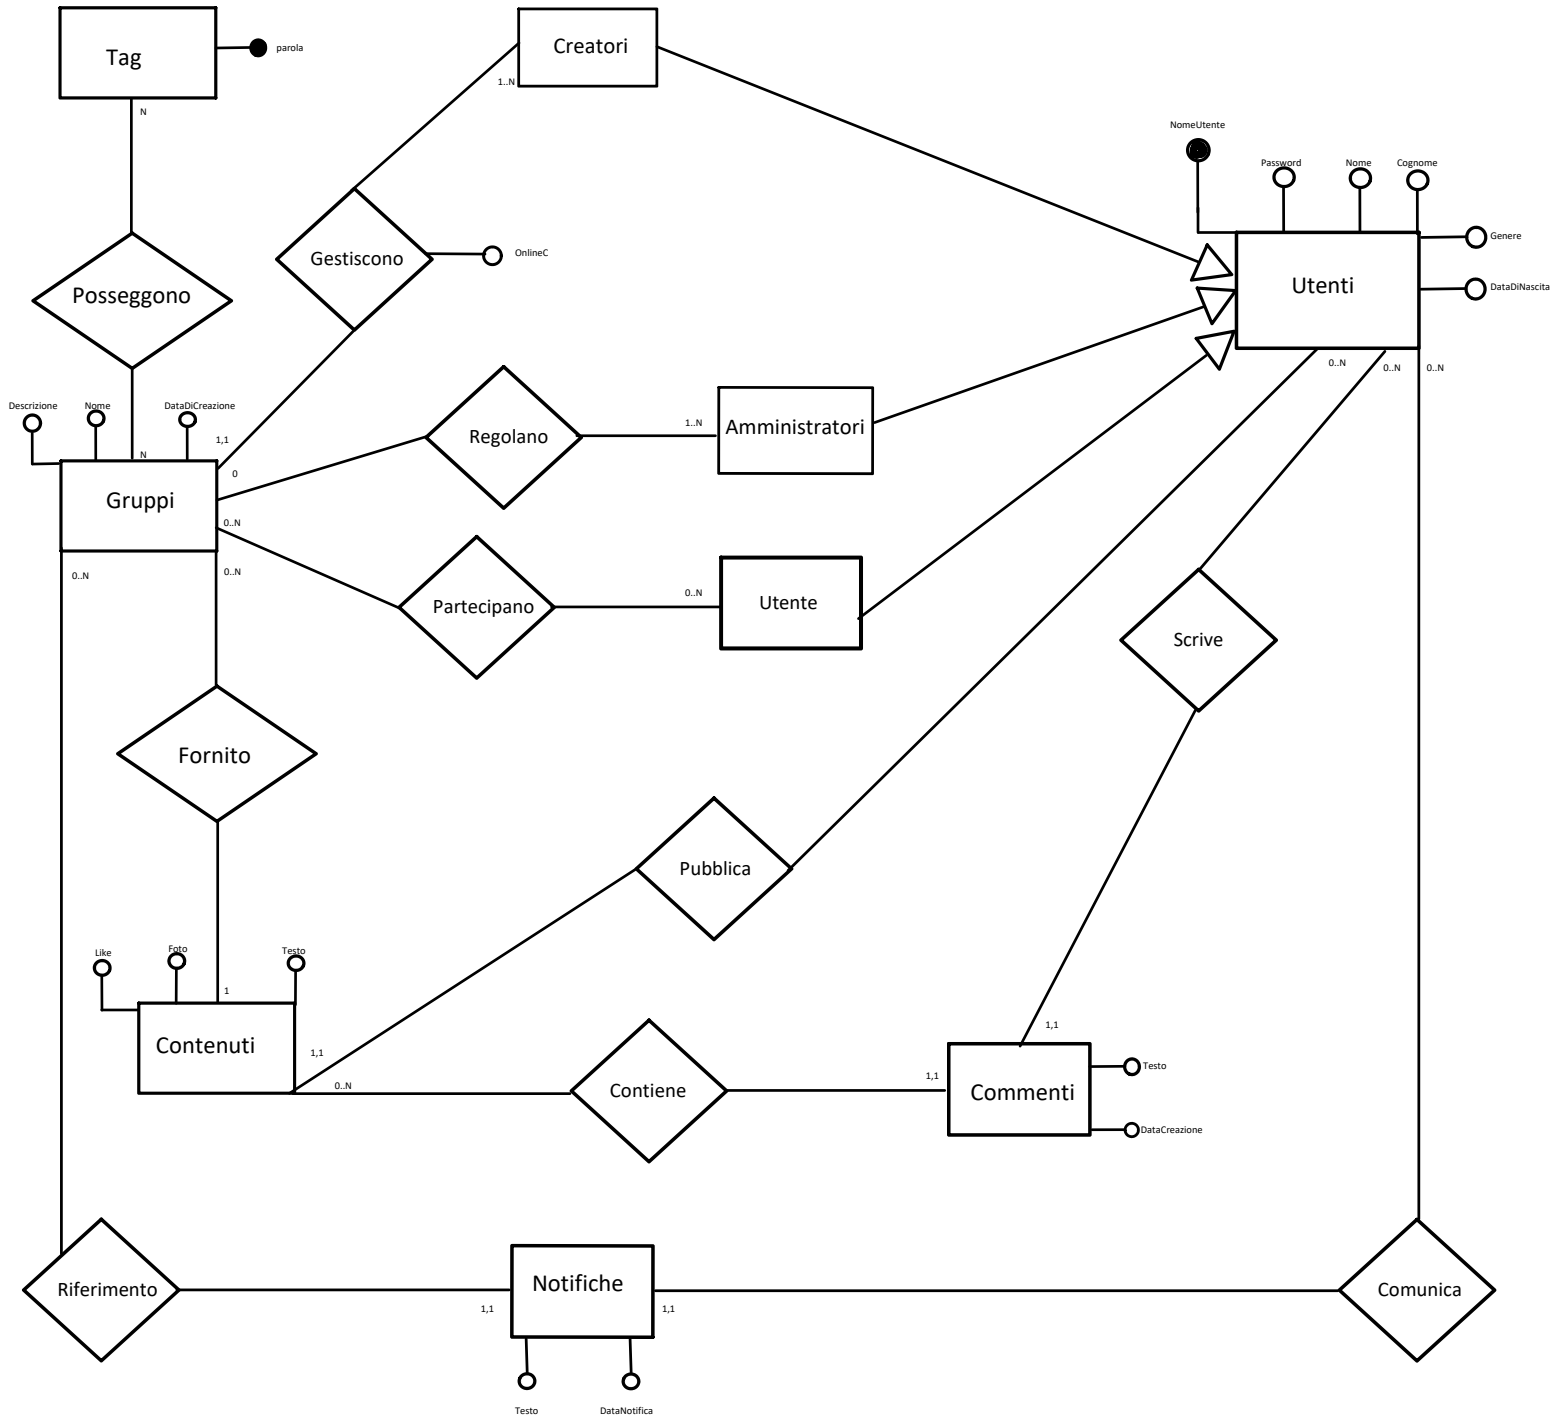 Tag
parola
N
Creatori
1..N
NomeUtente
Password
Nome
Cognome
Genere
DataDiNascita
Utenti
Gestiscono
OnlineC
Posseggono
0..N
0..N
0..N
Descrizione
Nome
DataDiCreazione
1,1
N
0
Gruppi
0..N
0..N
0..N
Regolano
1..N
Amministratori
Partecipano
0..N
Utente
Scrive
Fornito
Pubblica
Like
Foto
Testo
1
Contenuti
1,1
0..N
Contiene
1,1
1,1
Commenti
Testo
DataCreazione
Riferimento
1,1
Notifiche
1,1
Comunica
Testo
DataNotifica